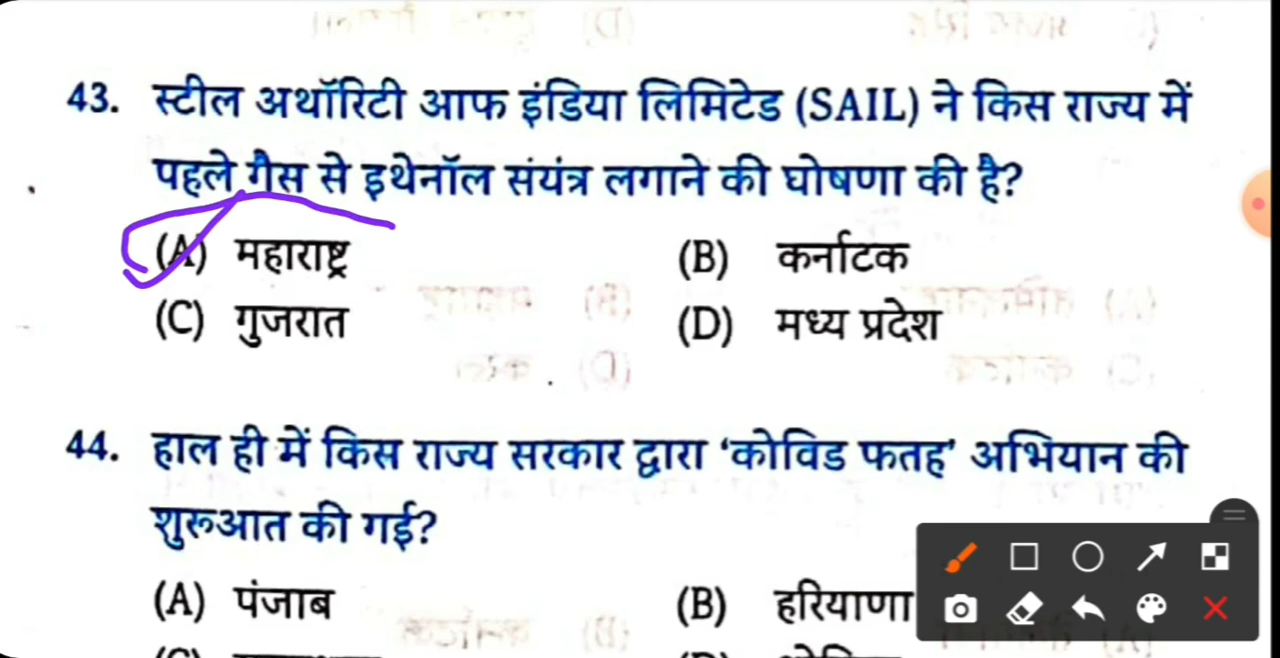 43. स्टील अथॉरिटी आफ इंडिया लिमिटेड (SAIL) ने किस राज्य में
पहले गैस से इथेनॉल संयंत्र लगाने की घोषणा की है?
(A) महाराष्ट्र (B) कर्नाटक
(C) गुजरात (D) मध्य प्रदेश
44. हाल ही में किस राज्य सरकार द्वारा ‘कोविड फतह’ अभियान की
शुरूआत की गई?
(A) पंजाब (B) हरियाणा